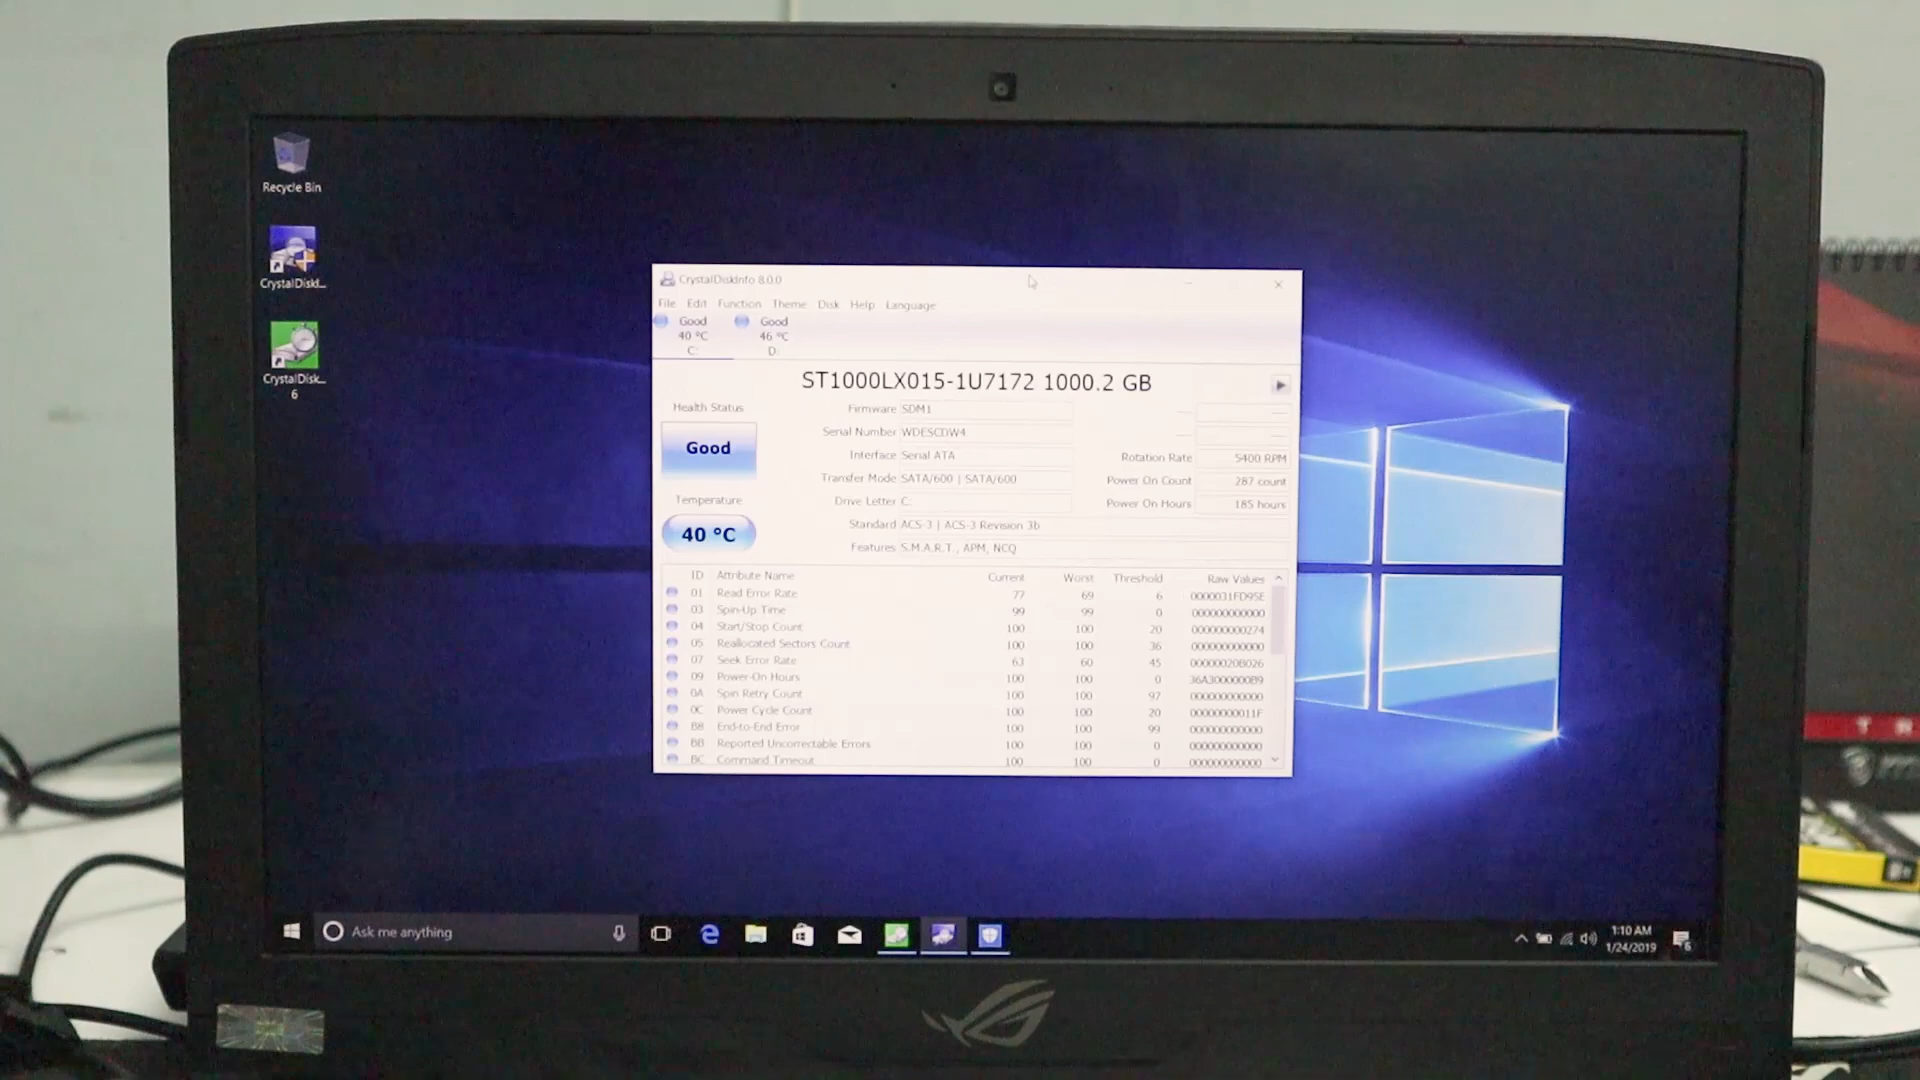 Recycle Bin
CrystalDiskI...
CrystalDisk...
6
CrystalDiskInfo 8.0.0
File Edit Function Theme Disk Help Language
Good Good
40 °C 46 °C
C: D:
ST1000LX015-1U7172 1000.2 GB
Health Status
Good
Temperature
40 °C
Firmware SDM1
Serial Number WDESCDW4
Interface Serial ATA
Transfer Mode SATA/600 | SATA/600
Drive Letter C:
Standard ACS-3 | ACS-3 Revision 3b
Features S.M.A.R.T., APM, NCQ
Rotation Rate 5400 RPM
Power On Count 287 count
Power On Hours 185 hours
ID Attribute Name Current Worst Threshold Raw Values
01 Read Error Rate 77 69 6 0000031FD95E
03 Spin-Up Time 99 99 0 000000000000
04 Start/Stop Count 100 100 20 000000000274
05 Reallocated Sectors Count 100 100 36 000000000000
07 Seek Error Rate 63 60 45 00000020B026
09 Power-On Hours 100 100 0 36A3000000B9
0A Spin Retry Count 100 100 97 000000000000
0C Power Cycle Count 100 100 20 00000000011F
B8 End-to-End Error 100 100 99 000000000000
BB Reported Uncorrectable Errors 100 100 0 000000000000
BC Command Timeout 100 100 0 000000000000
Ask me anything
1:10 AM
1/24/2019
6